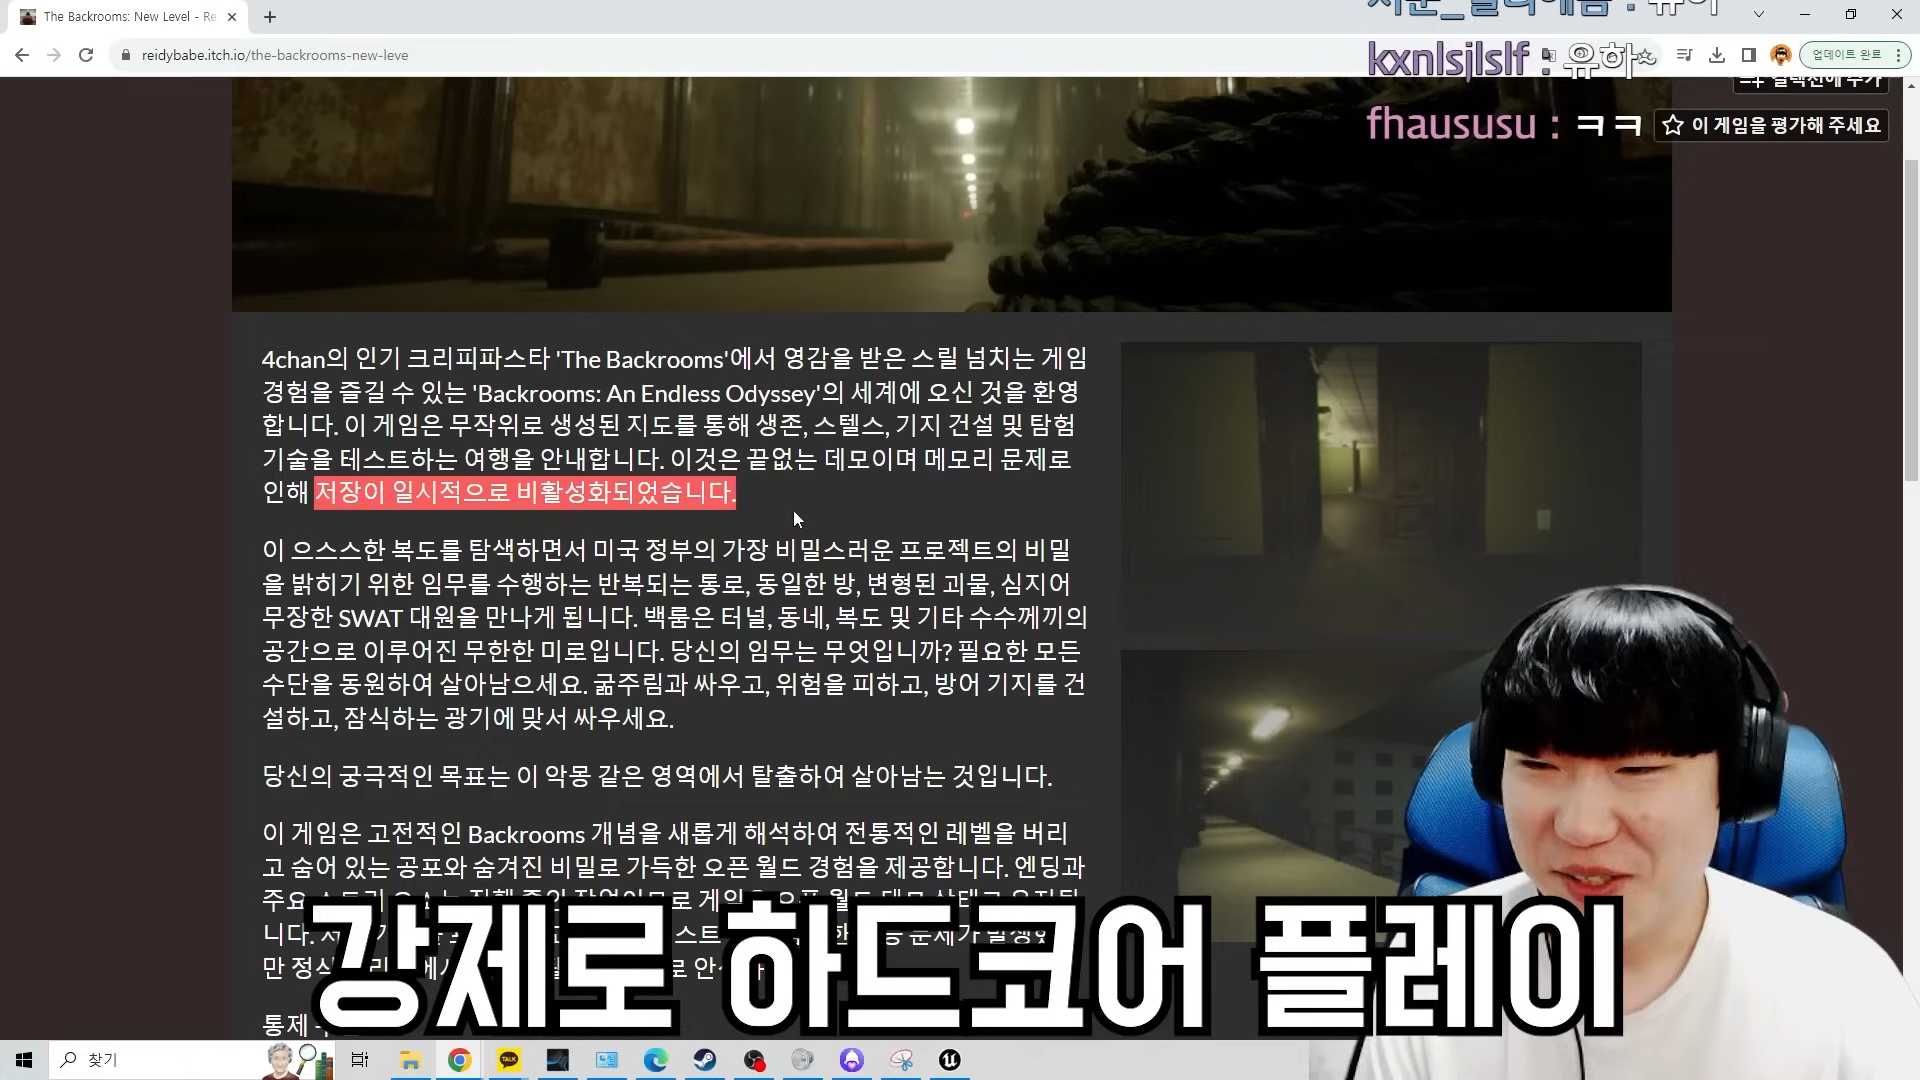 The Backrooms: New Level - Re
reidybabe.itch.io/the-backrooms-new-leve
업데이트 완료
kxnlsjlslf : 유하
fhaususu : ㅋㅋ
이 게임을 평가해 주세요
4chan의 인기 크리피파스타 'The Backrooms'에서 영감을 받은 스릴 넘치는 게임
경험을 즐길 수 있는 'Backrooms: An Endless Odyssey'의 세계에 오신 것을 환영
합니다. 이 게임은 무작위로 생성된 지도를 통해 생존, 스텔스, 기지 건설 및 탐험
기술을 테스트하는 여행을 안내합니다. 이것은 끝없는 데모이며 메모리 문제로
인해 저장이 일시적으로 비활성화되었습니다.
이 으스스한 복도를 탐색하면서 미국 정부의 가장 비밀스러운 프로젝트의 비밀
을 밝히기 위한 임무를 수행하는 반복되는 통로, 동일한 방, 변형된 괴물, 심지어
무장한 SWAT 대원을 만나게 됩니다. 백룸은 터널, 동네, 복도 및 기타 수수께끼의
공간으로 이루어진 무한한 미로입니다. 당신의 임무는 무엇입니까? 필요한 모든
수단을 동원하여 살아남으세요. 굶주림과 싸우고, 위험을 피하고, 방어 기지를 건
설하고, 잠식하는 광기에 맞서 싸우세요.
당신의 궁극적인 목표는 이 악몽 같은 영역에서 탈출하여 살아남는 것입니다.
이 게임은 고전적인 Backrooms 개념을 새롭게 해석하여 전통적인 레벨을 버리
고 숨어 있는 공포와 숨겨진 비밀로 가득한 오픈 월드 경험을 제공합니다. 엔딩과
강제로 하드코어 플레이
통제
찾기
TALK